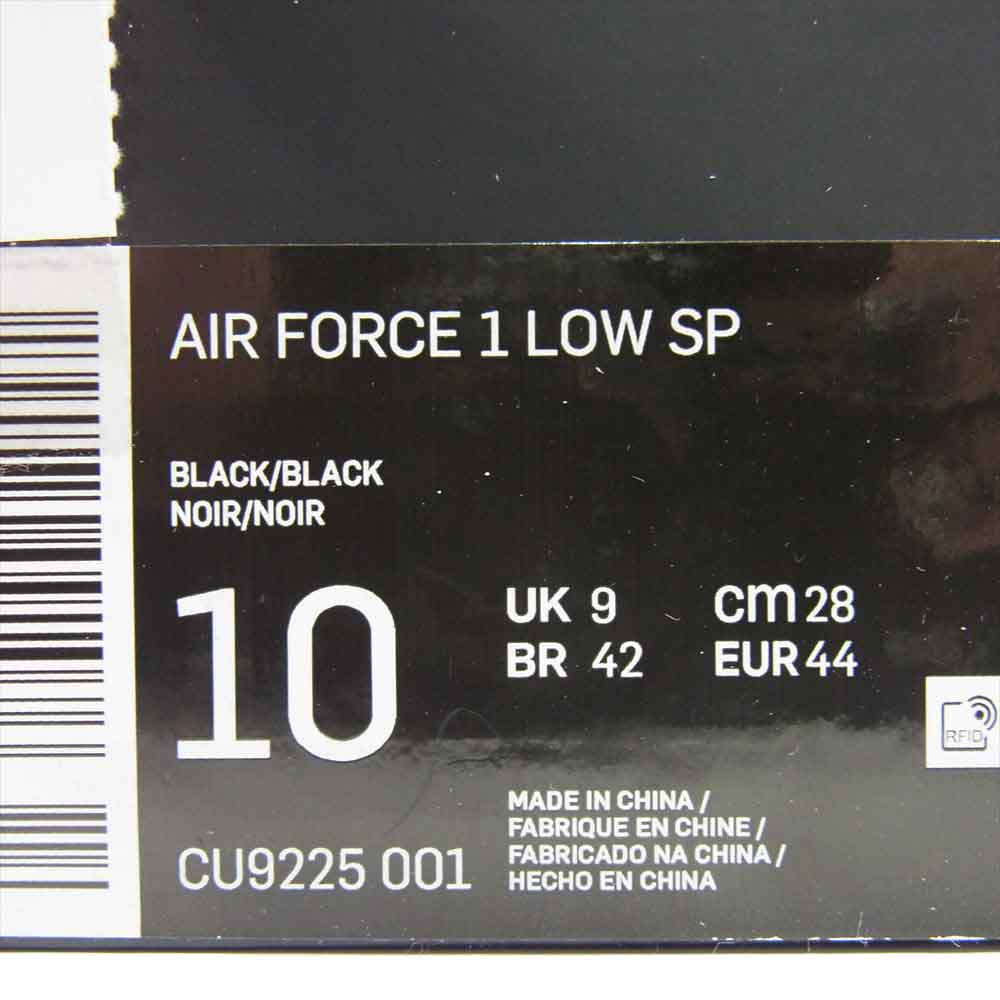 AIR FORCE 1 LOW SP
BLACK/BLACK
NOIR/NOIR
10
UK 9 CM 28
BR 42 EUR 44
RFID
CU9225 001
MADE IN CHINA /
FABRIQUE EN CHINE /
FABRICADO NA CHINA /
HECHO EN CHINA